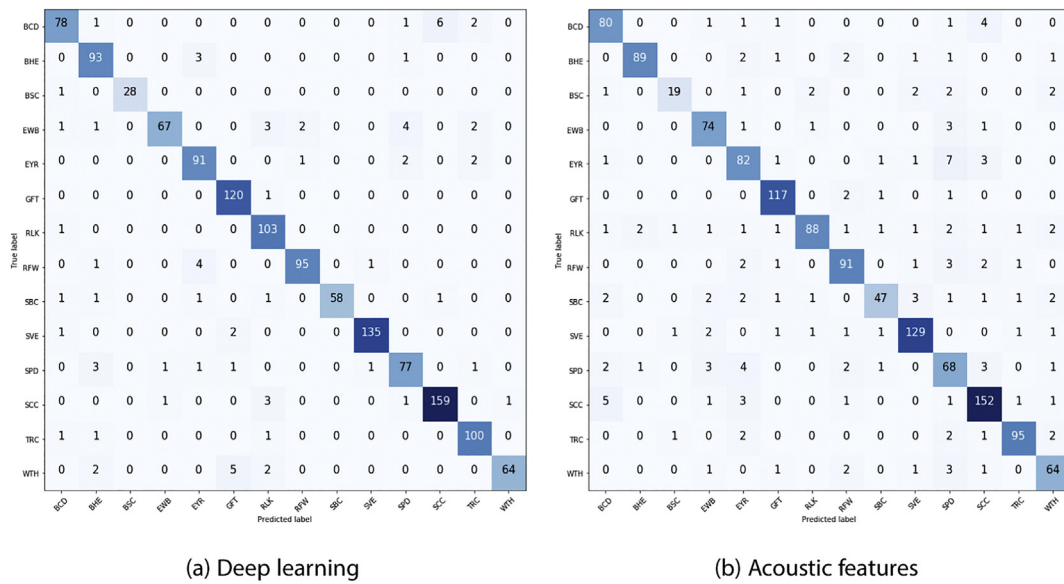 True label
BCD 78 1 0 0 0 0 0 0 0 0 1 6 2 0
BHE 0 93 0 0 3 0 0 0 0 0 1 0 0 0
BSC 1 0 28 0 0 0 0 0 0 0 0 0 0 0
EWB 1 1 0 67 0 0 3 2 0 0 4 0 2 0
EYR 0 0 0 0 91 0 0 1 0 0 2 0 2 0
GFT 0 0 0 0 0 120 1 0 0 0 0 0 0 0
RLK 1 0 0 0 0 0 103 0 0 0 0 0 0 0
RFW 0 1 0 0 4 0 0 95 0 1 0 0 0 0
SBC 1 1 0 0 1 0 1 0 58 0 0 1 0 0
SVE 1 0 0 0 0 2 0 0 0 135 0 0 0 0
SPD 0 3 0 1 1 1 0 0 0 1 77 0 1 0
SCC 0 0 0 1 0 0 3 0 0 0 1 159 0 1
TRC 1 1 0 0 0 0 1 0 0 0 0 0 100 0
WTH 0 2 0 0 0 5 2 0 0 0 0 0 0 64
BCD BHE BSC EWB EYR GFT RLK RFW SBC SVE SPD SCC TRC WTH
Predicted label
(a) Deep learning
True label
BCD 80 0 0 1 1 1 0 0 0 0 1 4 0 0
BHE 0 89 0 0 2 1 0 2 0 1 1 0 0 1
BSC 1 0 19 0 1 0 2 0 0 2 2 0 0 2
EWB 0 0 0 74 1 0 1 0 0 0 3 1 0 0
EYR 1 0 0 0 82 1 0 0 1 1 7 3 0 0
GFT 0 0 0 0 0 117 0 2 1 0 1 0 0 0
RLK 1 2 1 1 1 1 88 1 1 1 2 1 1 2
RFW 0 0 0 0 2 1 0 91 0 1 3 2 1 0
SBC 2 0 0 2 2 1 1 0 47 3 1 1 1 2
SVE 0 0 1 2 0 1 1 1 1 129 0 0 1 1
SPD 2 1 0 3 4 0 0 2 1 0 68 3 0 1
SCC 5 0 0 1 3 0 0 1 0 0 1 152 1 1
TRC 0 0 1 0 2 0 0 0 0 0 2 1 95 2
WTH 0 0 0 1 0 1 0 2 0 1 3 1 0 64
BCD BHE BSC EWB EYR GFT RLK RFW SBC SVE SPD SCC TRC WTH
Predicted label
(b) Acoustic features